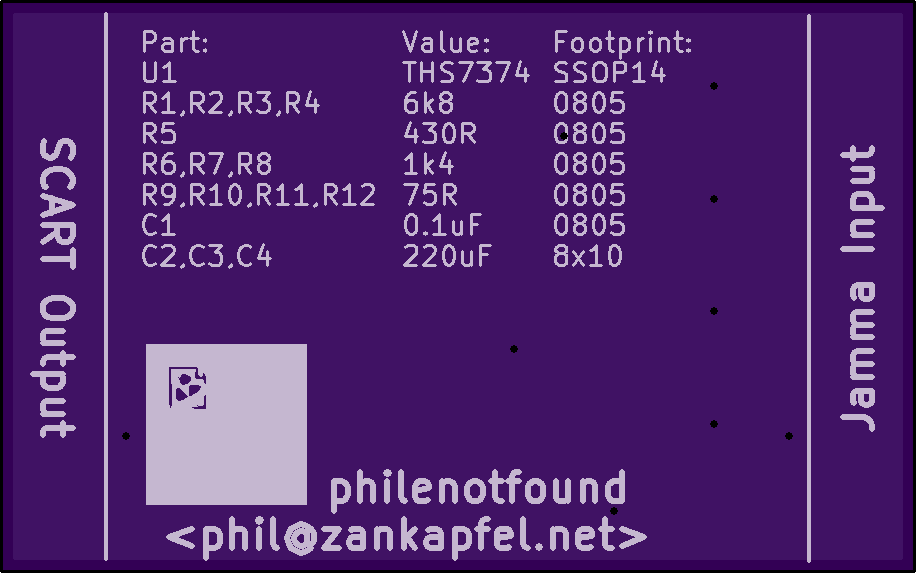 Part: Value: Footprint:
U1 THS7374 SSOP14
R1,R2,R3,R4 6k8 0805
R5 430R 0805
R6,R7,R8 1k4 0805
R9,R10,R11,R12 75R 0805
C1 0.1uF 0805
C2,C3,C4 220uF 8x10
SCART Output
Jamma Input
philenotfound
<phil@zankapfel.net>